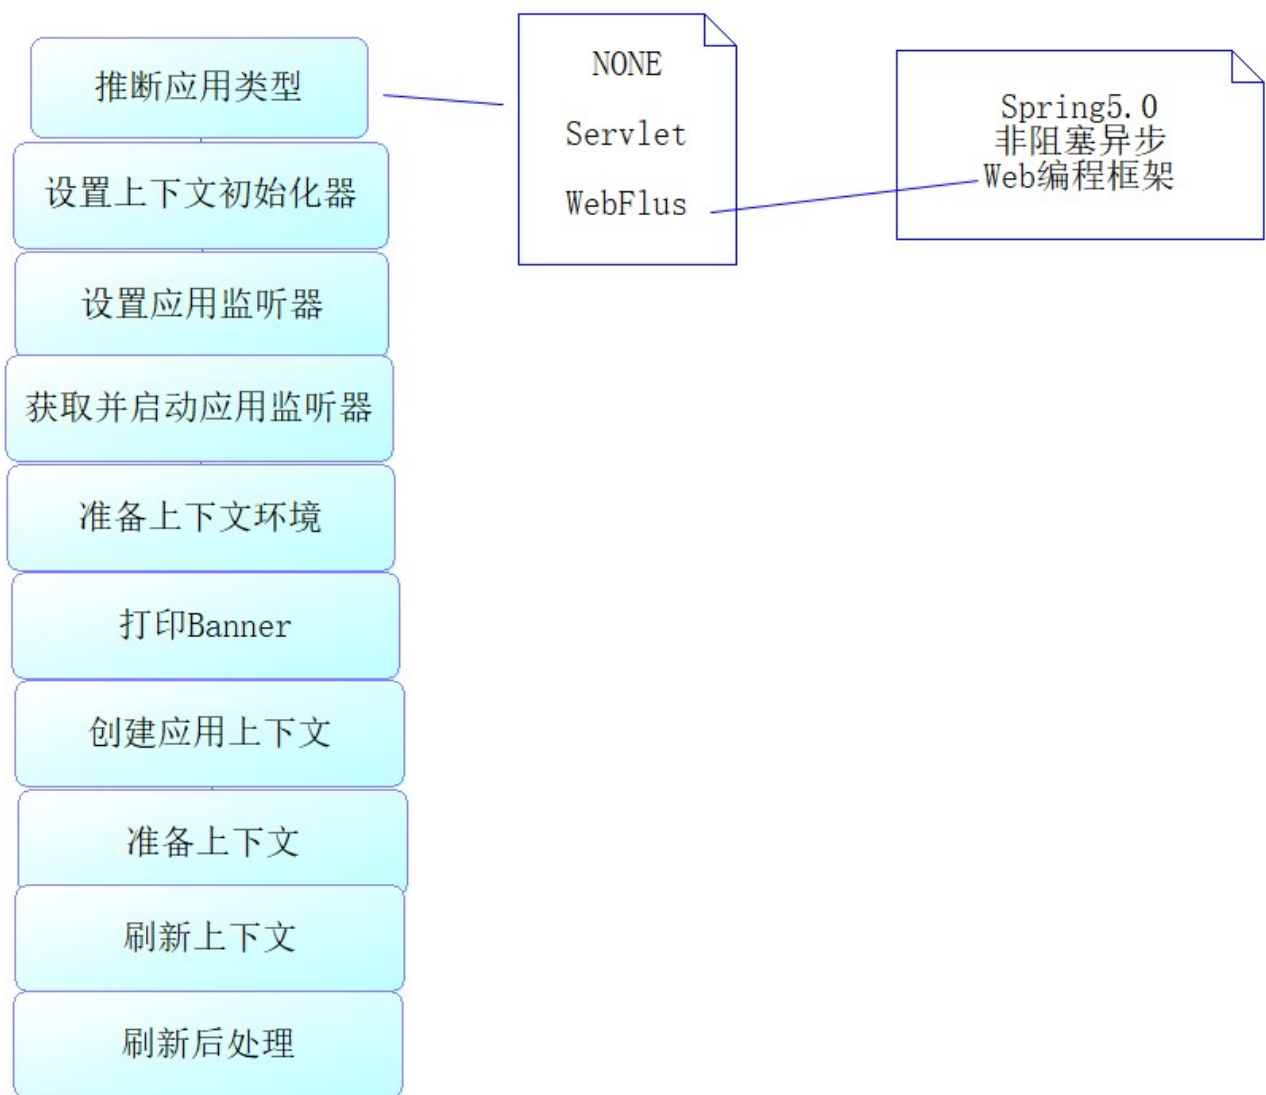 推断应用类型
设置上下文初始化器
设置应用监听器
获取并启动应用监听器
准备上下文环境
打印Banner
创建应用上下文
准备上下文
刷新上下文
刷新后处理
NONE
Servlet
WebFlus
Spring5.0
非阻塞异步
Web编程框架